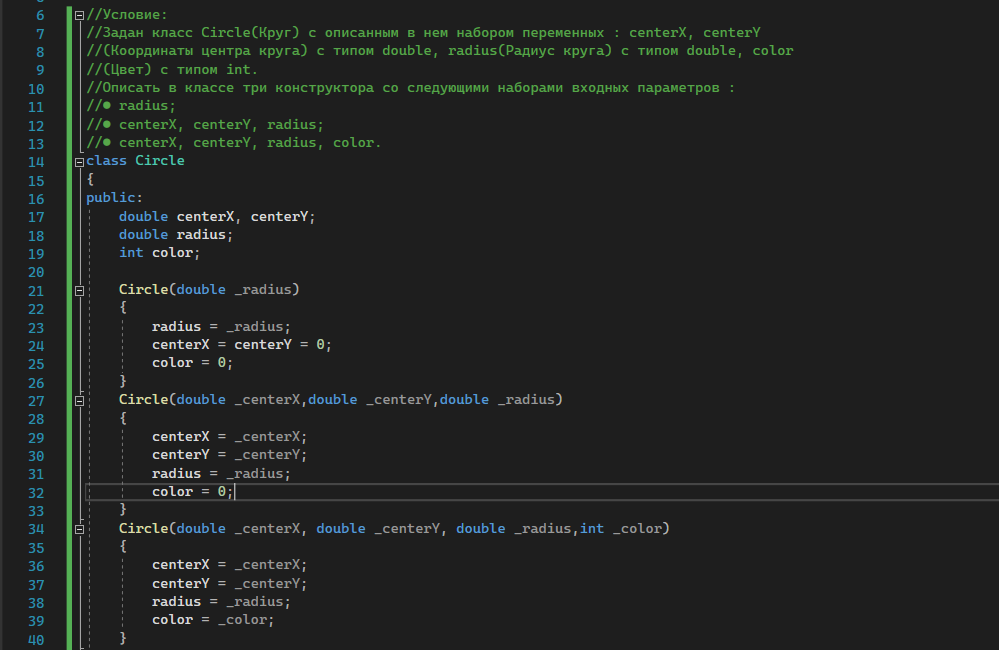 6 //Условие:
7 //Задан класс Circle(Круг) с описанным в нем набором переменных : centerX, centerY
8 //(Координаты центра круга) с типом double, radius(Радиус круга) с типом double, color
9 //(Цвет) с типом int.
10 //Описать в классе три конструктора со следующими наборами входных параметров :
11 //● radius;
12 //● centerX, centerY, radius;
13 //● centerX, centerY, radius, color.
14 class Circle
15 {
16 public:
17     double centerX, centerY;
18     double radius;
19     int color;
20
21     Circle(double _radius)
22     {
23         radius = _radius;
24         centerX = centerY = 0;
25         color = 0;
26     }
27     Circle(double _centerX,double _centerY,double _radius)
28     {
29         centerX = _centerX;
30         centerY = _centerY;
31         radius = _radius;
32         color = 0;
33     }
34     Circle(double _centerX, double _centerY, double _radius,int _color)
35     {
36         centerX = _centerX;
37         centerY = _centerY;
38         radius = _radius;
39         color = _color;
40     }